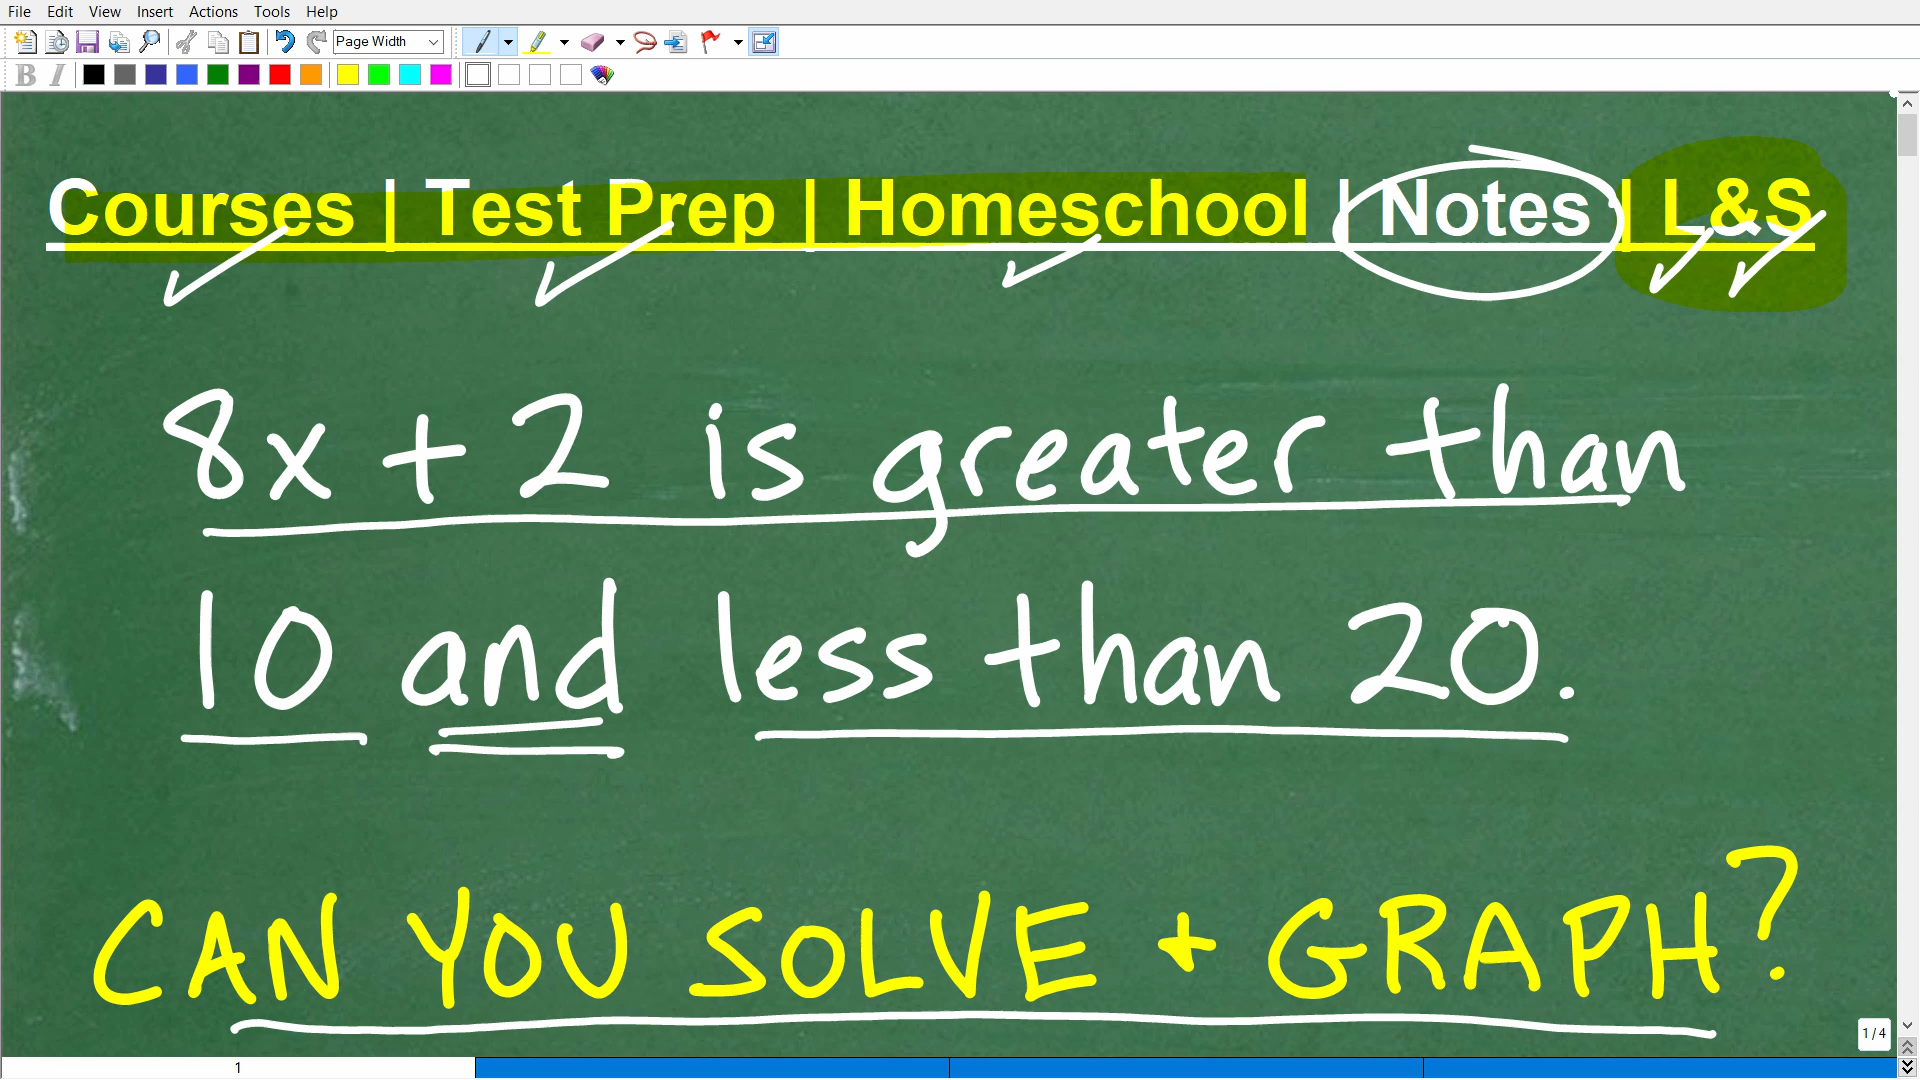 File Edit View Insert Actions Tools Help
Page Width
B I
Courses | Test Prep | Homeschool | Notes | L&S
8x + 2 is greater than
10 and less than 20.
CAN YOU SOLVE + GRAPH?
1 / 4
1